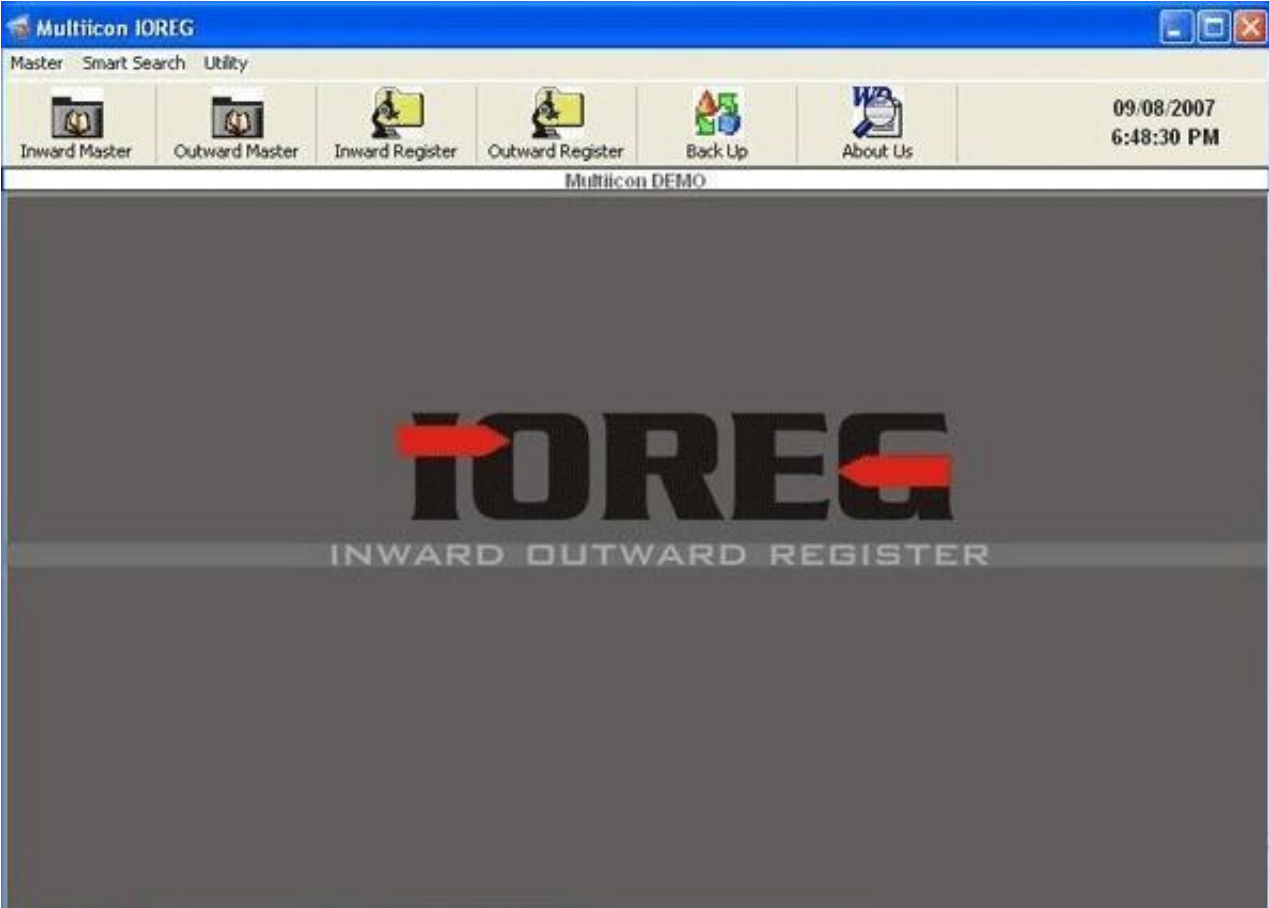 Multiicon IOREG
Master Smart Search Utility
Inward Master Outward Master Inward Register Outward Register Back Up About Us
09/08/2007
6:48:30 PM
Multiicon DEMO
IOREG
INWARD OUTWARD REGISTER